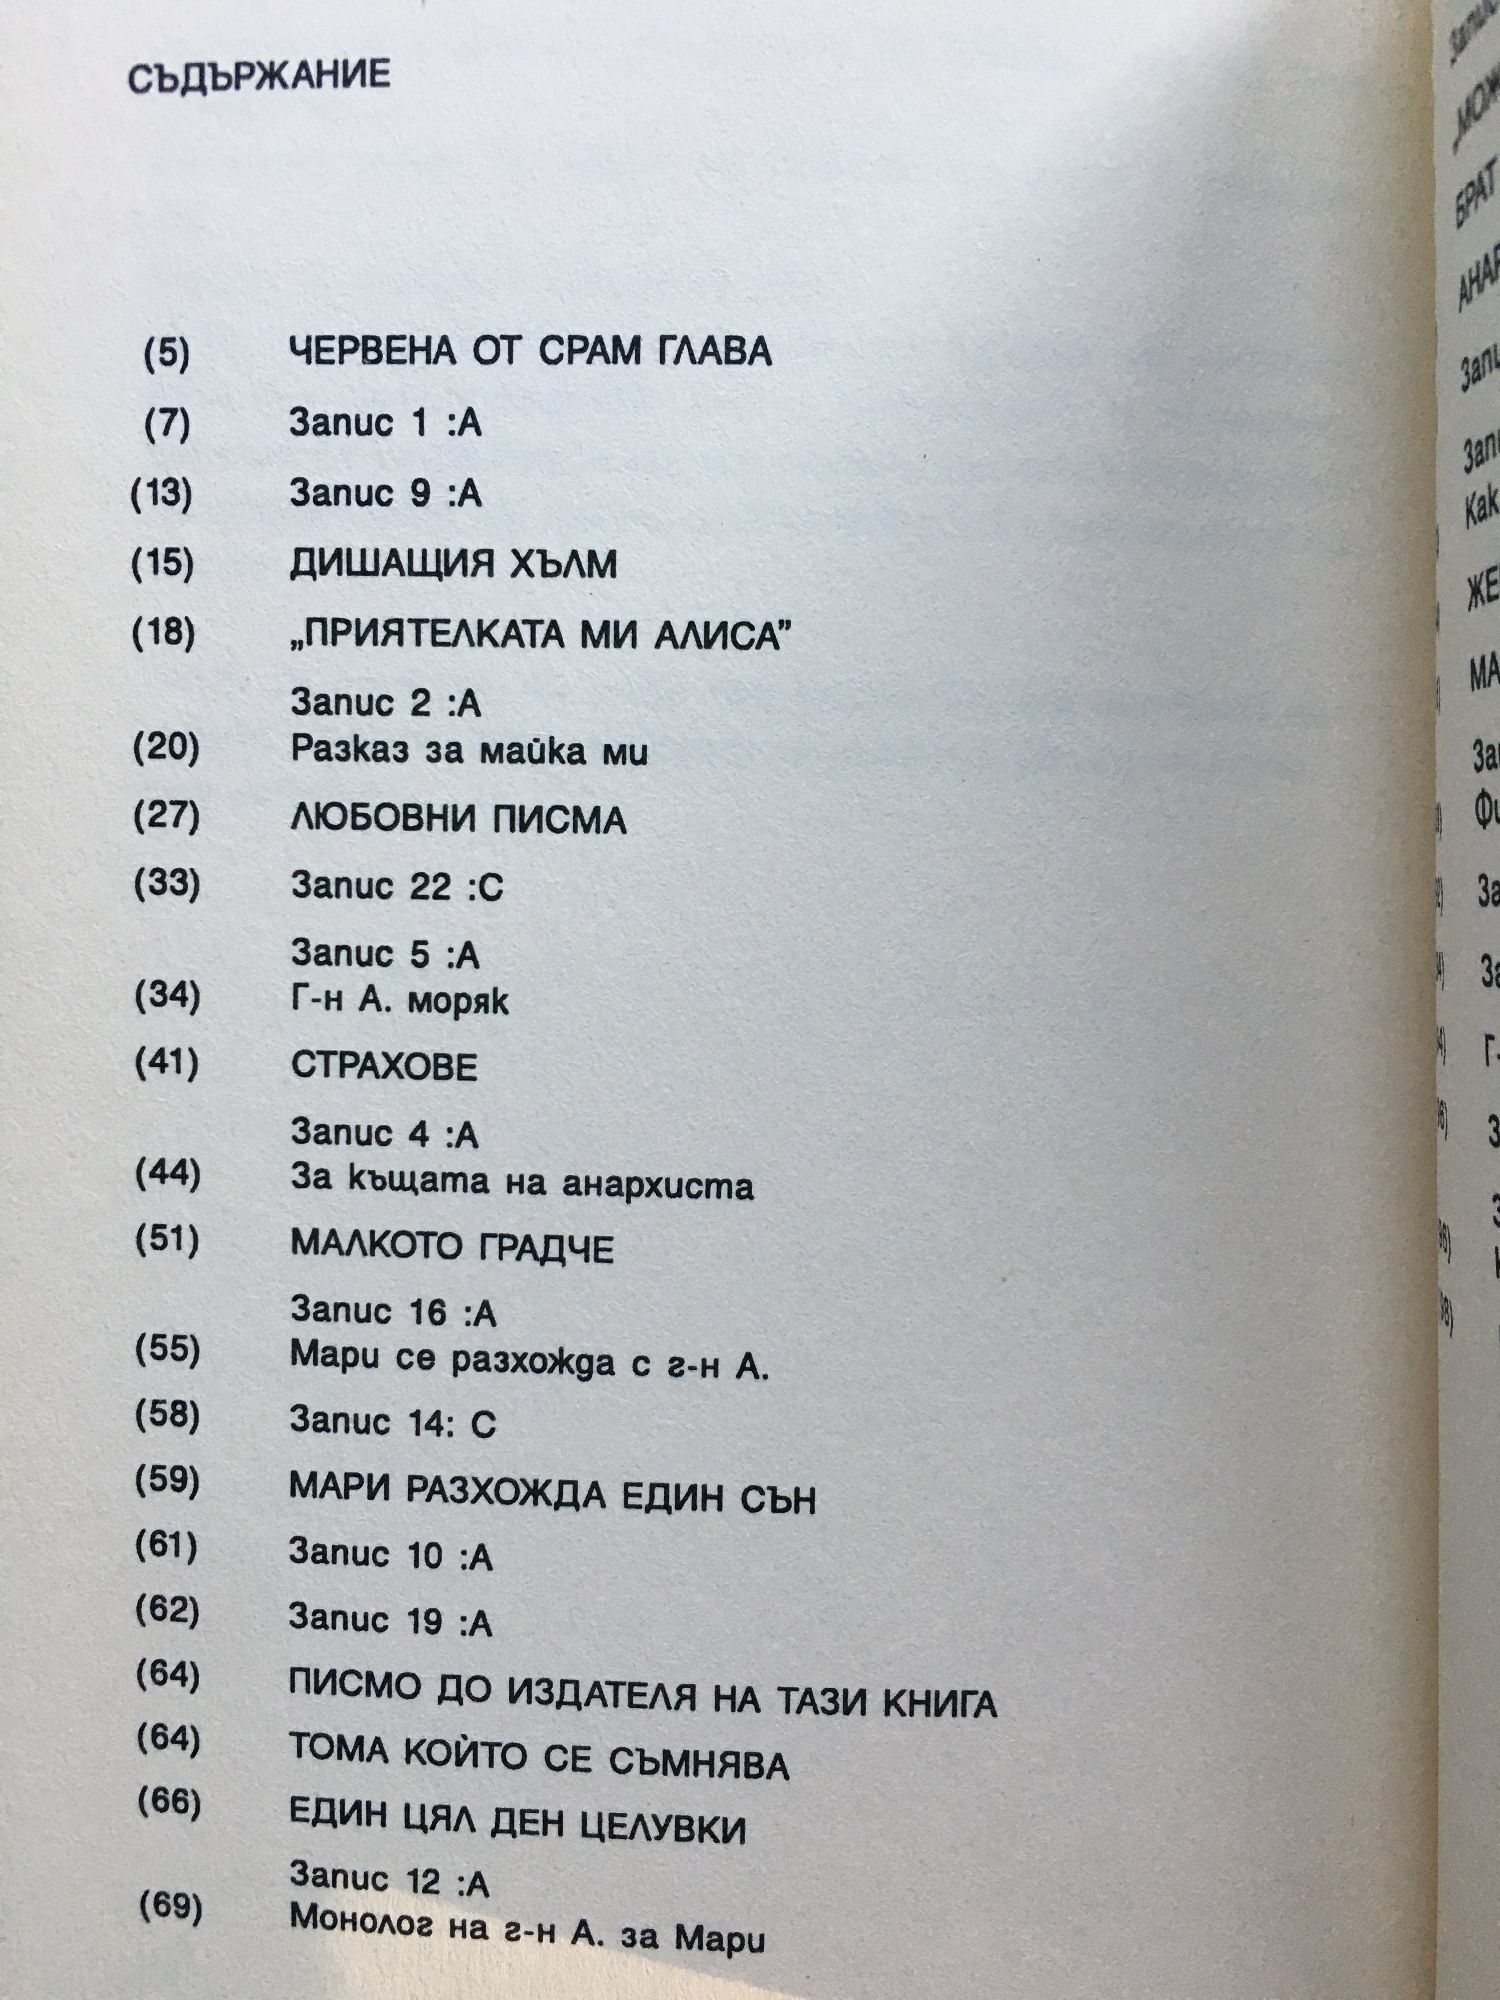 СЪДЪРЖАНИЕ
(5) ЧЕРВЕНА ОТ СРАМ ГЛАВА
(7) Запис 1 :А
(13) Запис 9 :А
(15) ДИШАЩИЯ ХЪЛМ
(18) „ПРИЯТЕЛКАТА МИ АЛИСА”
Запис 2 :А
(20) Разказ за майка ми
(27) ЛЮБОВНИ ПИСМА
(33) Запис 22 :С
Запис 5 :А
(34) Г-н А. моряк
(41) СТРАХОВЕ
Запис 4 :А
(44) За къщата на анархиста
(51) МАЛКОТО ГРАДЧЕ
Запис 16 :А
(55) Мари се разхожда с г-н А.
(58) Запис 14: С
(59) МАРИ РАЗХОЖДА ЕДИН СЪН
(61) Запис 10 :А
(62) Запис 19 :А
(64) ПИСМО ДО ИЗДАТЕЛЯ НА ТАЗИ КНИГА
(64) ТОМА КОЙТО СЕ СЪМНЯВА
(66) ЕДИН ЦЯЛ ДЕН ЦЕЛУВКИ
Запис 12 :А
(69) Монолог на г-н А. за Мари
БРАТ
Как